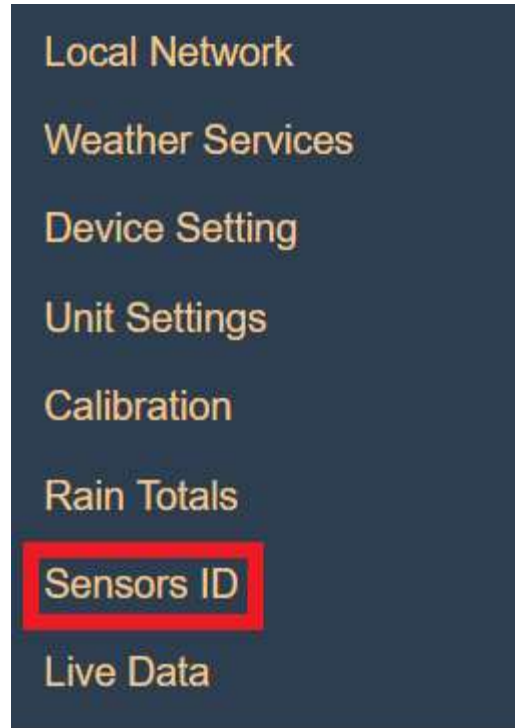 Local Network
Weather Services
Device Setting
Unit Settings
Calibration
Rain Totals
Sensors ID
Live Data